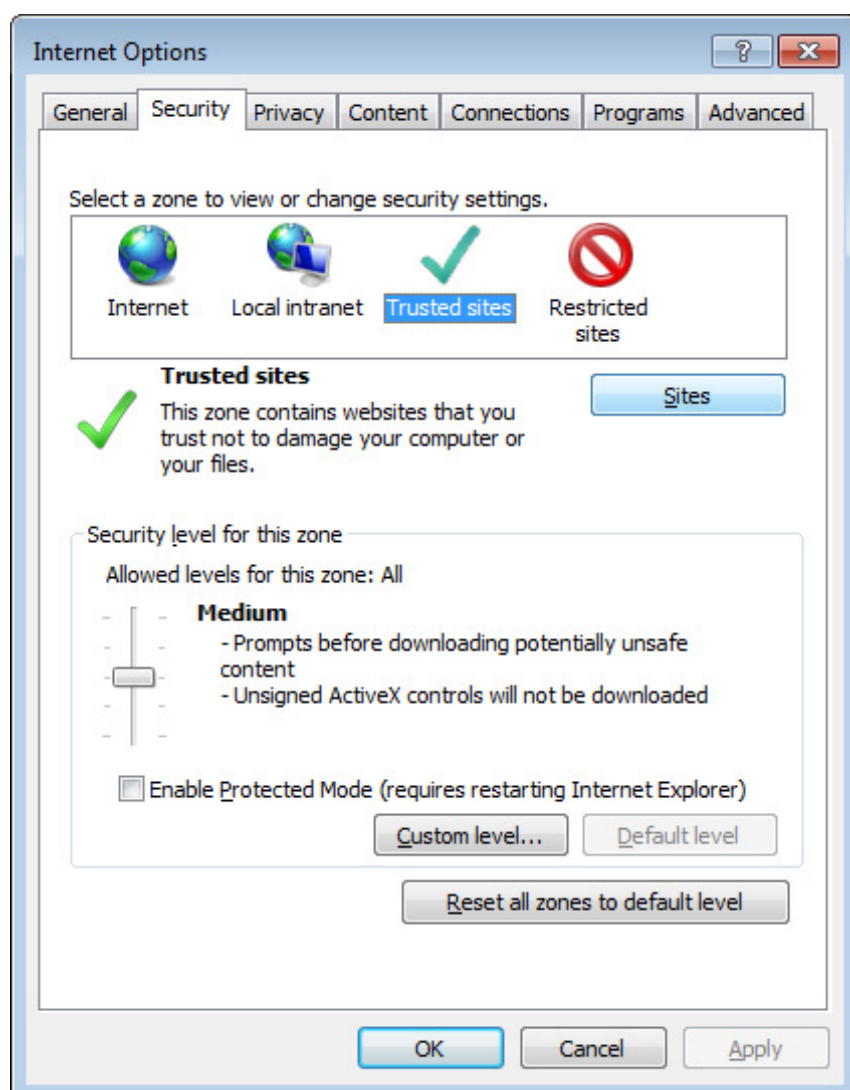 Internet Options
General Security Privacy Content Connections Programs Advanced
Select a zone to view or change security settings.
Internet Local intranet Trusted sites Restricted sites
Trusted sites
Sites
This zone contains websites that you
trust not to damage your computer or
your files.
Security level for this zone
Allowed levels for this zone: All
Medium
- Prompts before downloading potentially unsafe
content
- Unsigned ActiveX controls will not be downloaded
Enable Protected Mode (requires restarting Internet Explorer)
Custom level... Default level
Reset all zones to default level
OK Cancel Apply